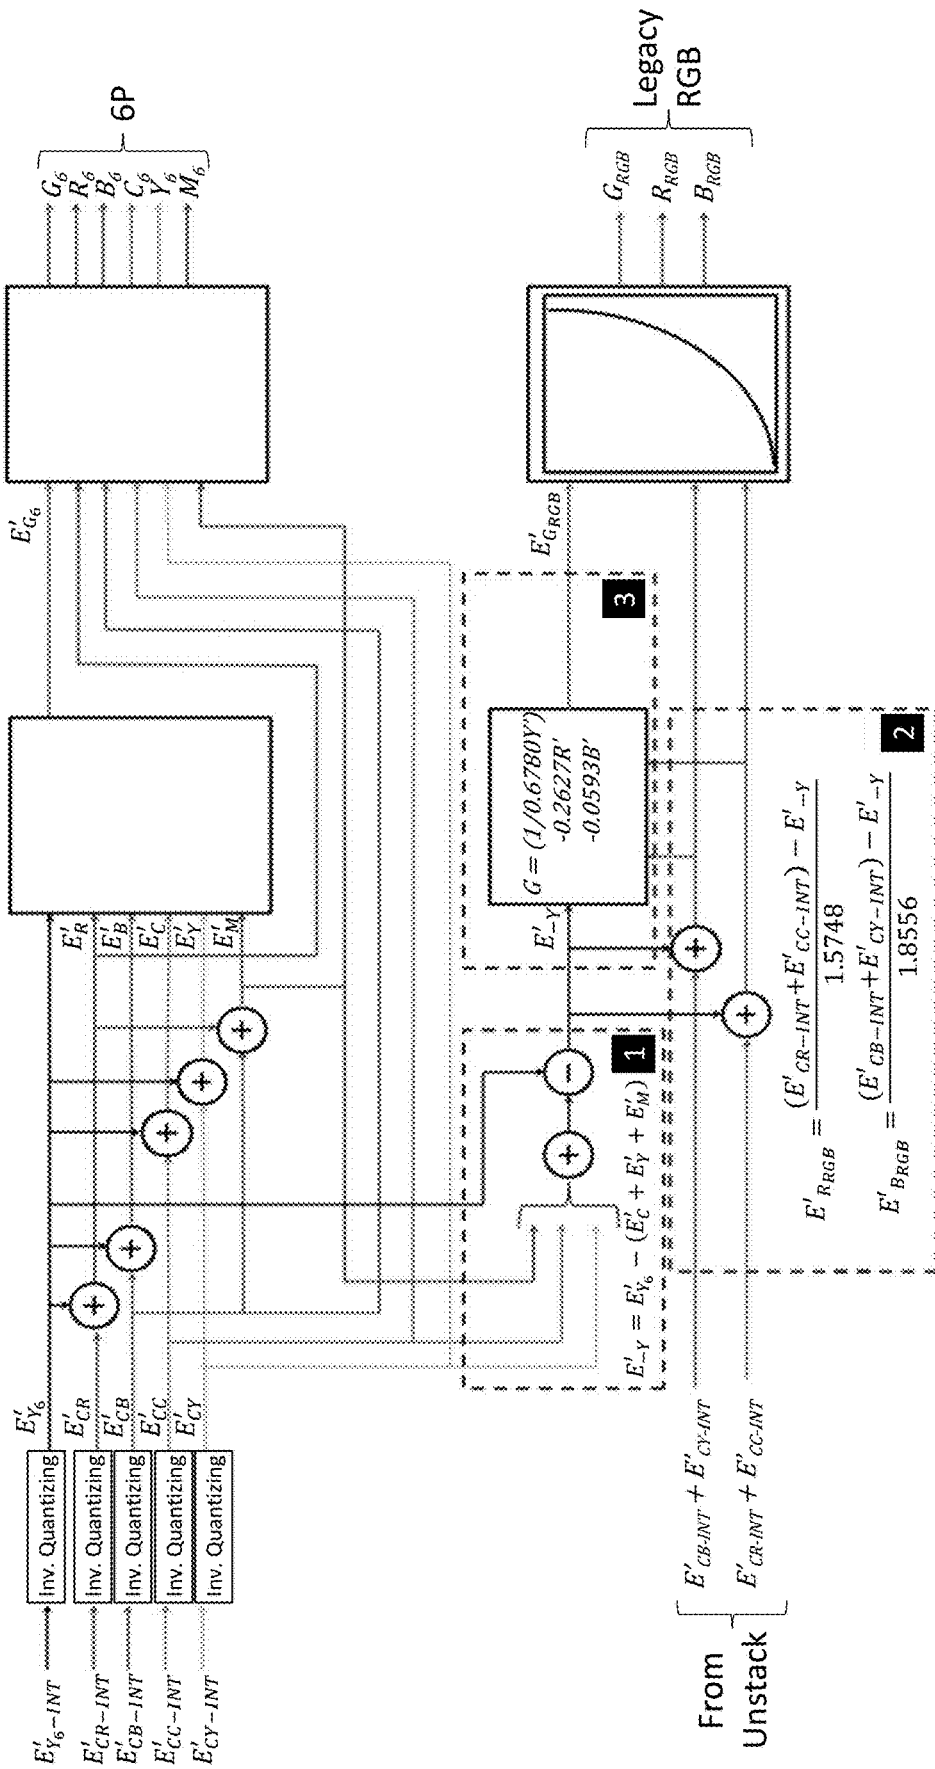 E'Y6-INT
E'CR-INT
E'CB-INT
E'CC-INT
E'CY-INT
Inv. Quantizing
Inv. Quantizing
Inv. Quantizing
Inv. Quantizing
Inv. Quantizing
E'Y6
E'CR
E'CB
E'CC
E'CY
+
+
+
+
+
E'R
E'B
E'C
E'Y
E'M
E'G6
G6
R6
B6
C6
Y6
M6
6P
+
−
1
E'−Y = E'Y6 − (E'C + E'Y + E'M)
E'−Y
G = (1/0.6780Y')
-0.2627R'
-0.0593B'
3
E'GRGB
GRGB
RRGB
BRGB
Legacy
RGB
From
Unstack
E'CB-INT + E'CY-INT
E'CR-INT + E'CC-INT
+
+
E'RRGB = (E'CR−INT+E'CC−INT) − E'−Y
1.5748
E'BRGB = (E'CB−INT+E'CY−INT) − E'−Y
1.8556
2